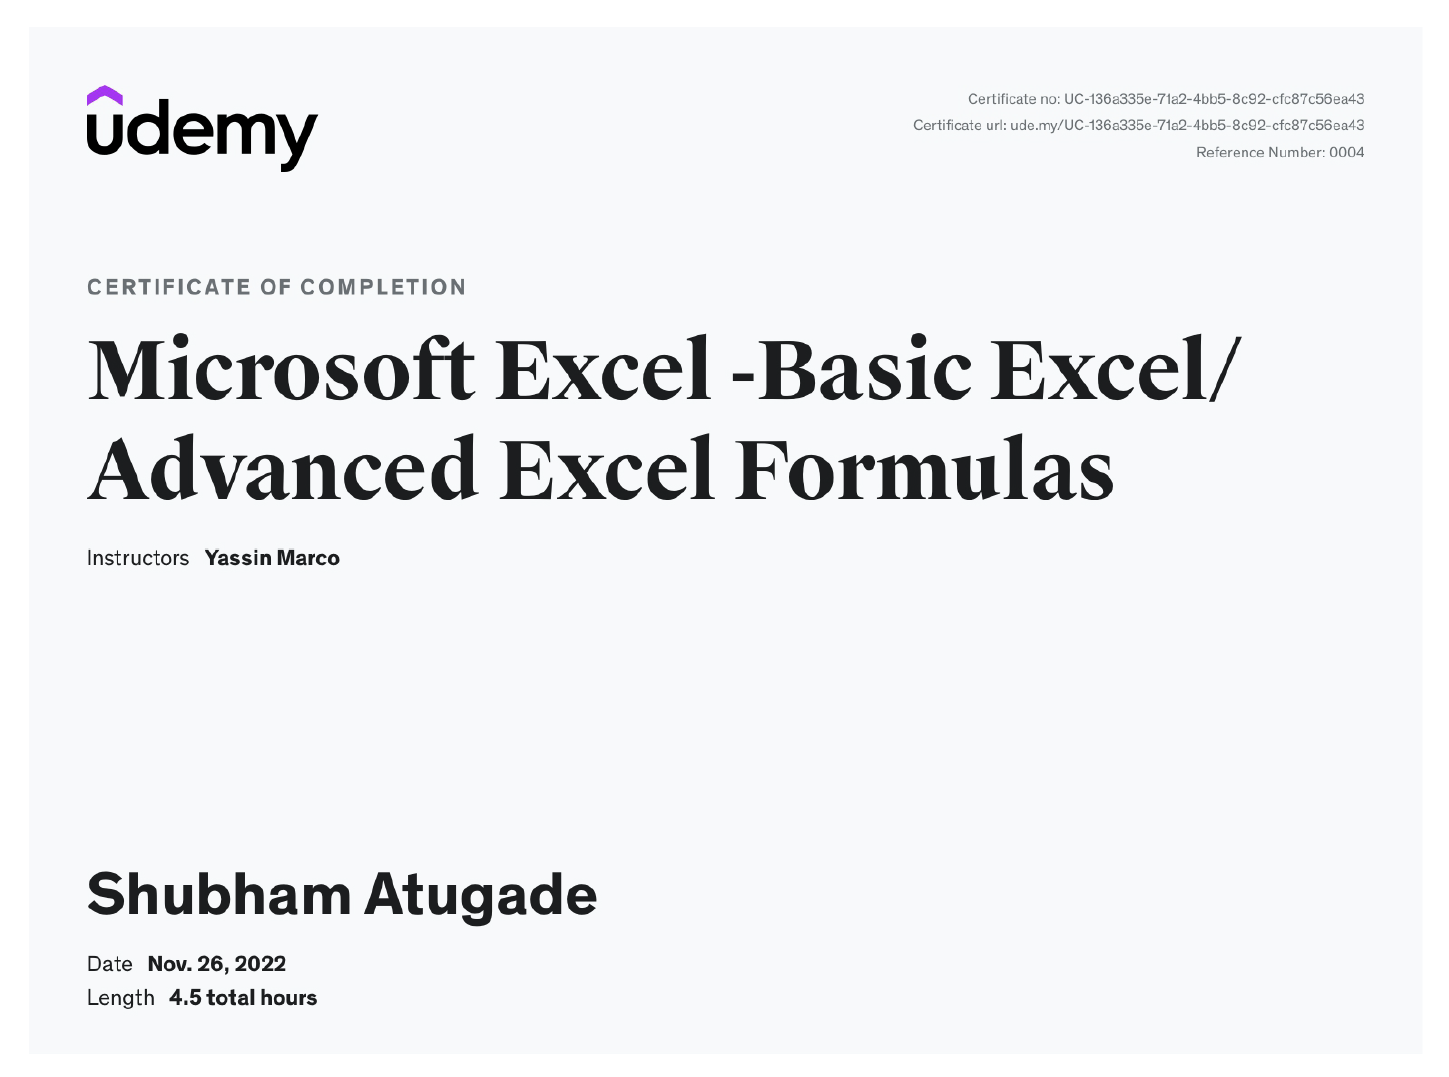 udemy
Certificate no: UC-136a335e-71a2-4bb5-8c92-cfc87c56ea43
Certificate url: ude.my/UC-136a335e-71a2-4bb5-8c92-cfc87c56ea43
Reference Number: 0004
CERTIFICATE OF COMPLETION
Microsoft Excel -Basic Excel/
Advanced Excel Formulas
Instructors Yassin Marco
Shubham Atugade
Date Nov. 26, 2022
Length 4.5 total hours